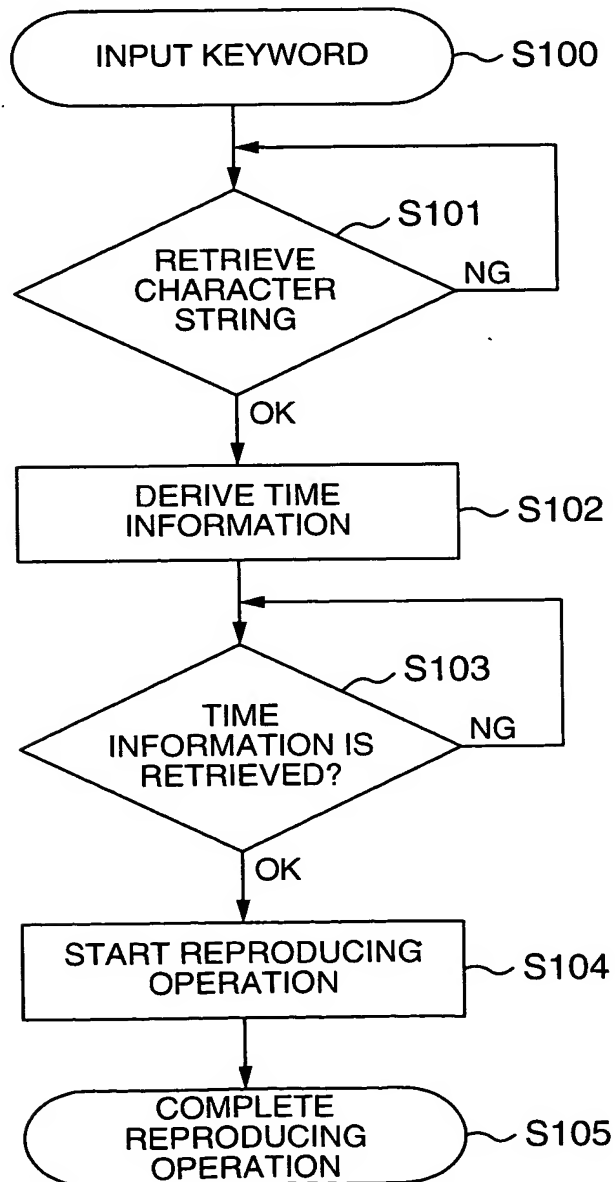 INPUT KEYWORD
S100
S101
RETRIEVE
CHARACTER
STRING
NG
OK
DERIVE TIME
INFORMATION
S102
S103
TIME
INFORMATION IS
RETRIEVED?
NG
OK
START REPRODUCING
OPERATION
S104
COMPLETE
REPRODUCING
OPERATION
S105